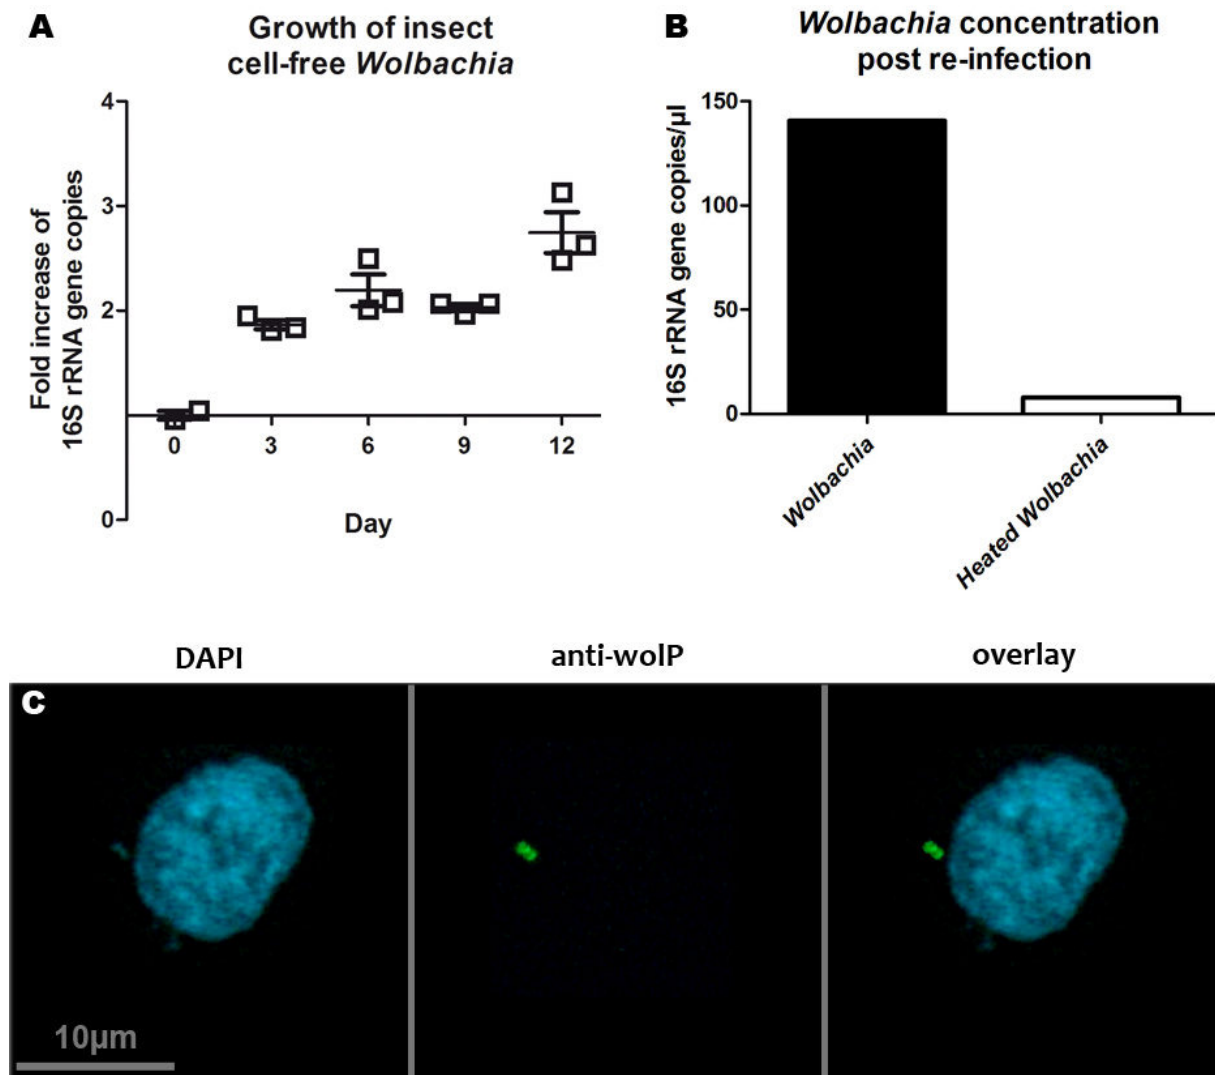 A
Growth of insect
cell-free Wolbachia
Fold increase of
16S rRNA gene copies
4
3
2
0
0 3 6 9 12
Day
B
Wolbachia concentration
post re-infection
16S rRNA gene copies/µl
150
100
50
0
Wolbachia
Heated Wolbachia
DAPI
anti-wolP
overlay
C
10µm